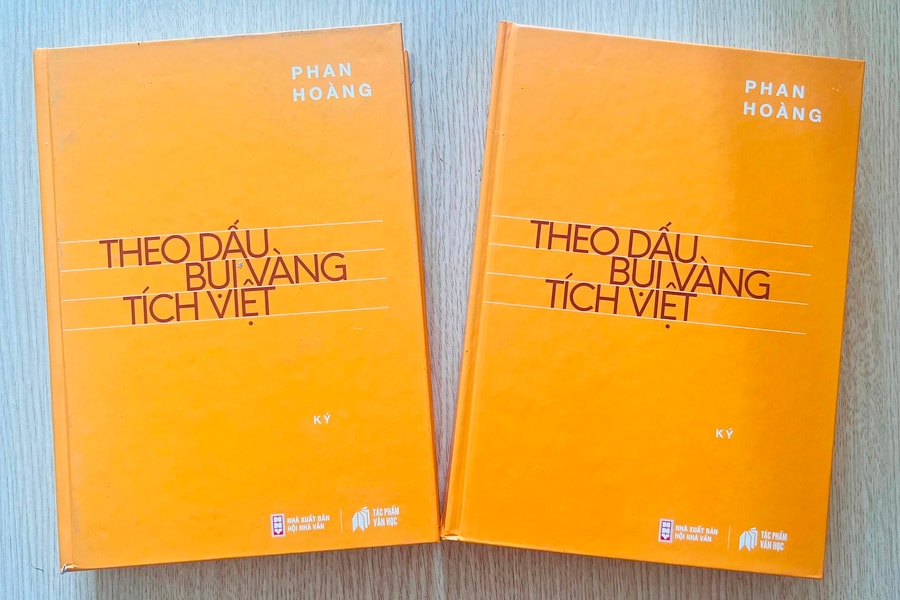 PHAN
HOÀNG
THEO DẤU
BỤI VÀNG
TÍCH VIỆT
KÝ
NHÀ XUẤT BẢN
HỘI NHÀ VĂN
TÁC PHẨM
VĂN HỌC
PHAN
HOÀNG
THEO DẤU
BỤI VÀNG
TÍCH VIỆT
KÝ
NHÀ XUẤT BẢN
HỘI NHÀ VĂN
TÁC PHẨM
VĂN HỌC